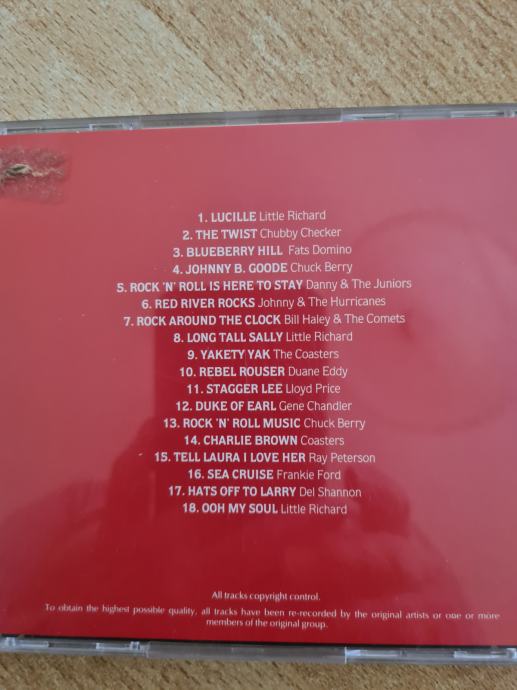 1. LUCILLE Little Richard
2. THE TWIST Chubby Checker
3. BLUEBERRY HILL Fats Domino
4. JOHNNY B. GOODE Chuck Berry
5. ROCK 'N' ROLL IS HERE TO STAY Danny & The Juniors
6. RED RIVER ROCKS Johnny & The Hurricanes
7. ROCK AROUND THE CLOCK Bill Haley & The Comets
8. LONG TALL SALLY Little Richard
9. YAKETY YAK The Coasters
10. REBEL ROUSER Duane Eddy
11. STAGGER LEE Lloyd Price
12. DUKE OF EARL Gene Chandler
13. ROCK 'N' ROLL MUSIC Chuck Berry
14. CHARLIE BROWN Coasters
15. TELL LAURA I LOVE HER Ray Peterson
16. SEA CRUISE Frankie Ford
17. HATS OFF TO LARRY Del Shannon
18. OOH MY SOUL Little Richard
All tracks copyright control.
To obtain the highest possible quality, all tracks have been re-recorded by the original artists or one or more
members of the original group.